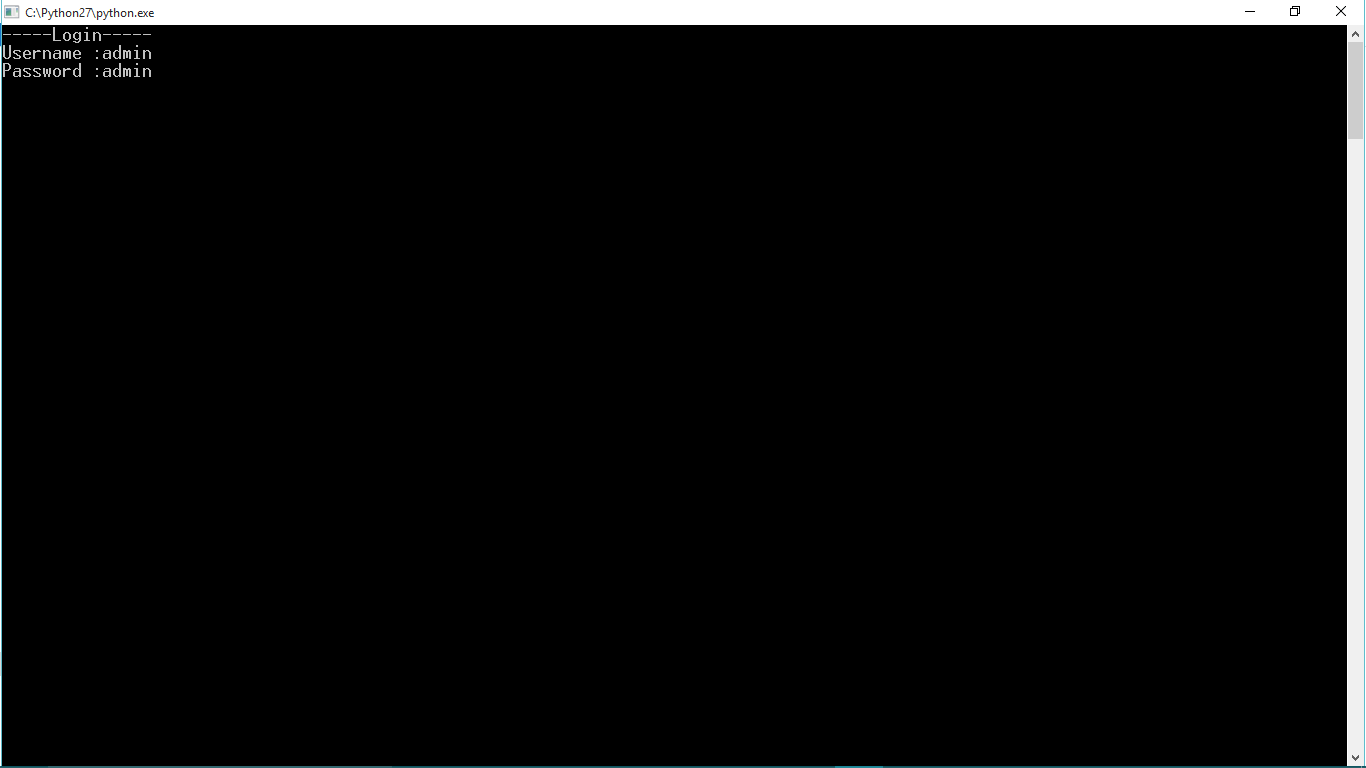 C:\Python27\python.exe
-----Login-----
Username :admin
Password :admin